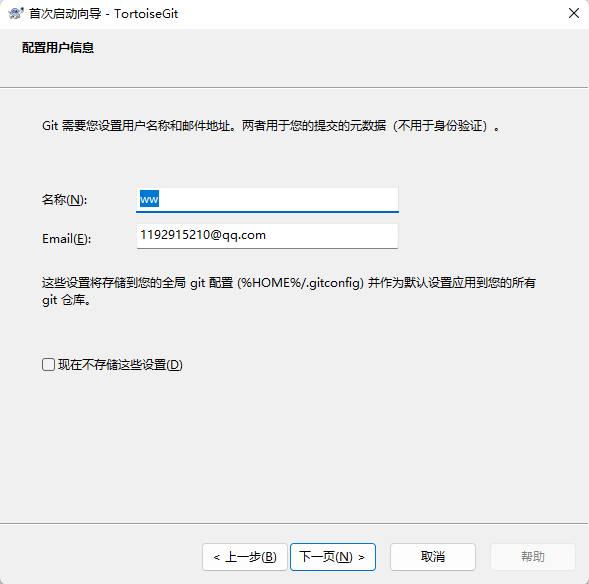 首次启动向导 - TortoiseGit
配置用户信息
Git 需要您设置用户名称和邮件地址。两者用于您的提交的元数据（不用于身份验证）。
名称(N):
ww
Email(E):
1192915210@qq.com
这些设置将存储到您的全局 git 配置 (%HOME%/.gitconfig) 并作为默认设置应用到您的所有
git 仓库。
现在不存储这些设置(D)
< 上一步(B)
下一页(N) >
取消
帮助